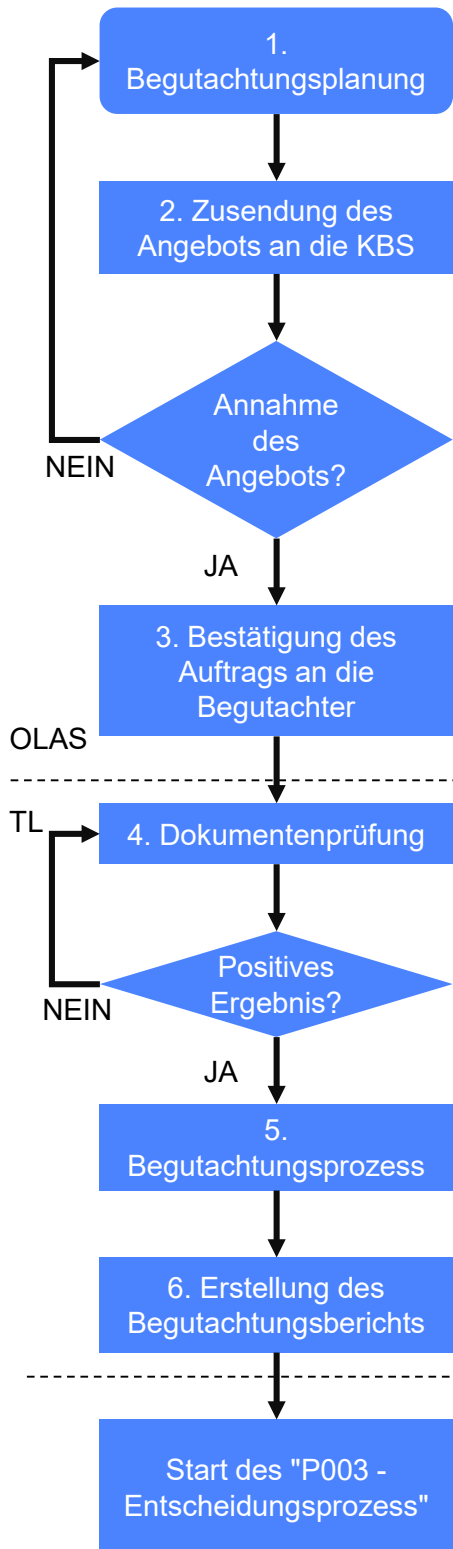 1.
Begutachtungsplanung
2. Zusendung des
Angebots an die KBS
Annahme
des
Angebots?
NEIN
JA
3. Bestätigung des
Auftrags an die
Begutachter
OLAS
TL
4. Dokumentenprüfung
Positives
Ergebnis?
NEIN
JA
5.
Begutachtungsprozess
6. Erstellung des
Begutachtungsberichts
Start des "P003 -
Entscheidungsprozess"